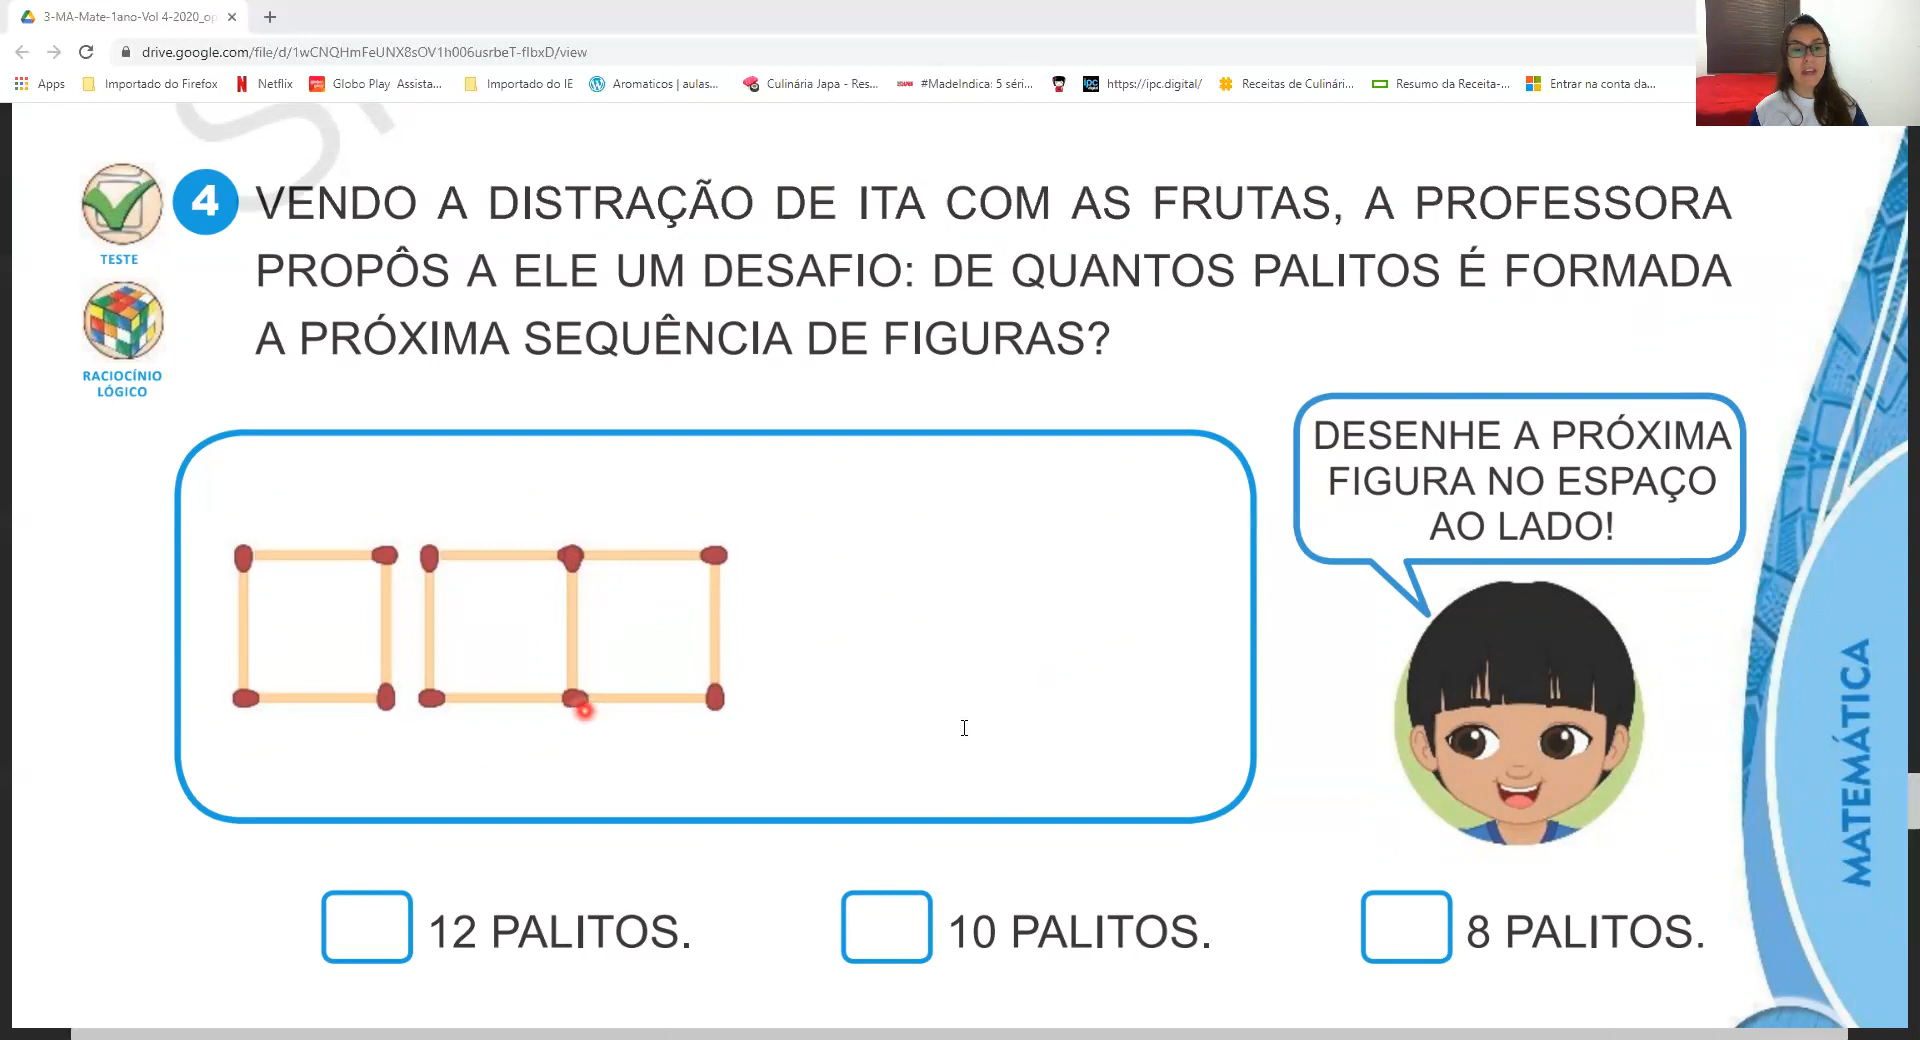 3-MA-Mate-1ano-Vol 4-2020_op
drive.google.com/file/d/1wCNQHmFeUNX8sOV1h006usrbeT-flbxD/view
Apps Importado do Firefox Netflix Globo Play Assista... Importado do IE Aromaticos | aulas... Culinária Japa - Res... #MadeIndica: 5 séri... https://ipc.digital/ Receitas de Culinári... Resumo da Receita-... Entrar na conta da...
TESTE
RACIOCÍNIO
LÓGICO
4 VENDO A DISTRAÇÃO DE ITA COM AS FRUTAS, A PROFESSORA
PROPÔS A ELE UM DESAFIO: DE QUANTOS PALITOS É FORMADA
A PRÓXIMA SEQUÊNCIA DE FIGURAS?
DESENHE A PRÓXIMA
FIGURA NO ESPAÇO
AO LADO!
12 PALITOS. 10 PALITOS. 8 PALITOS.
MATEMÁTICA